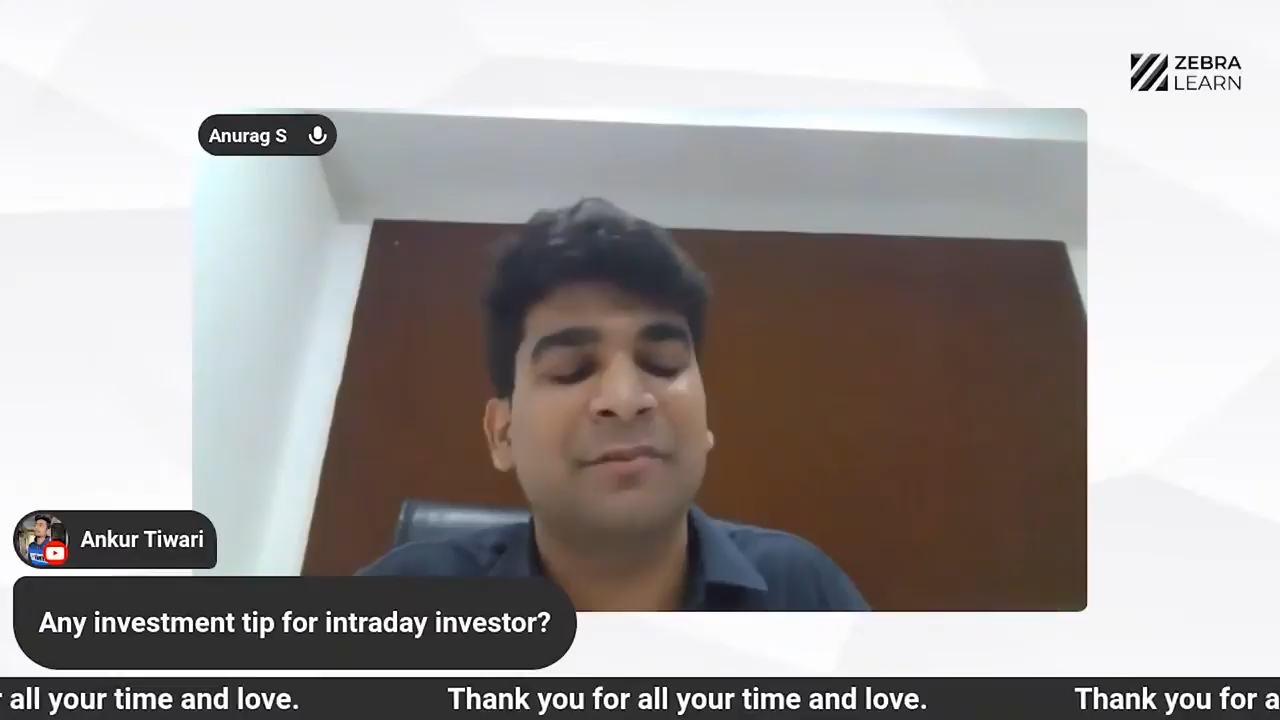 ZEBRA
LEARN
Anurag S
Ankur Tiwari
Any investment tip for intraday investor?
r all your time and love.
Thank you for all your time and love.
Thank you for a